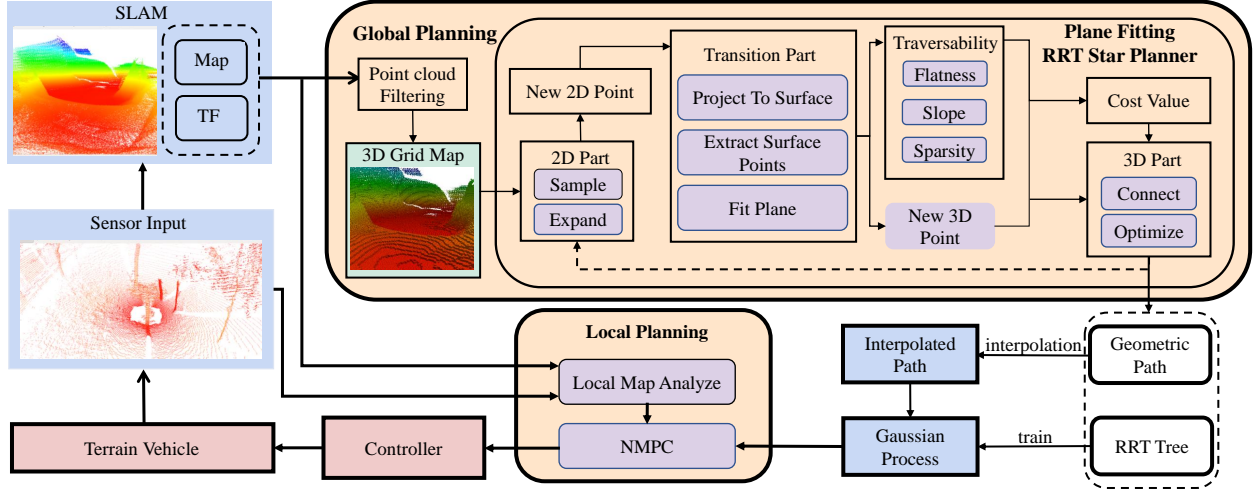 SLAM
Map
TF
Sensor Input
Terrain Vehicle
Controller
Global Planning
Point cloud
Filtering
3D Grid Map
New 2D Point
2D Part
Sample
Expand
Transition Part
Project To Surface
Extract Surface
Points
Fit Plane
Traversability
Flatness
Slope
Sparsity
New 3D
Point
Plane Fitting
RRT Star Planner
Cost Value
3D Part
Connect
Optimize
Local Planning
Local Map Analyze
NMPC
Interpolated
Path
interpolation
Geometric
Path
Gaussian
Process
train
RRT Tree